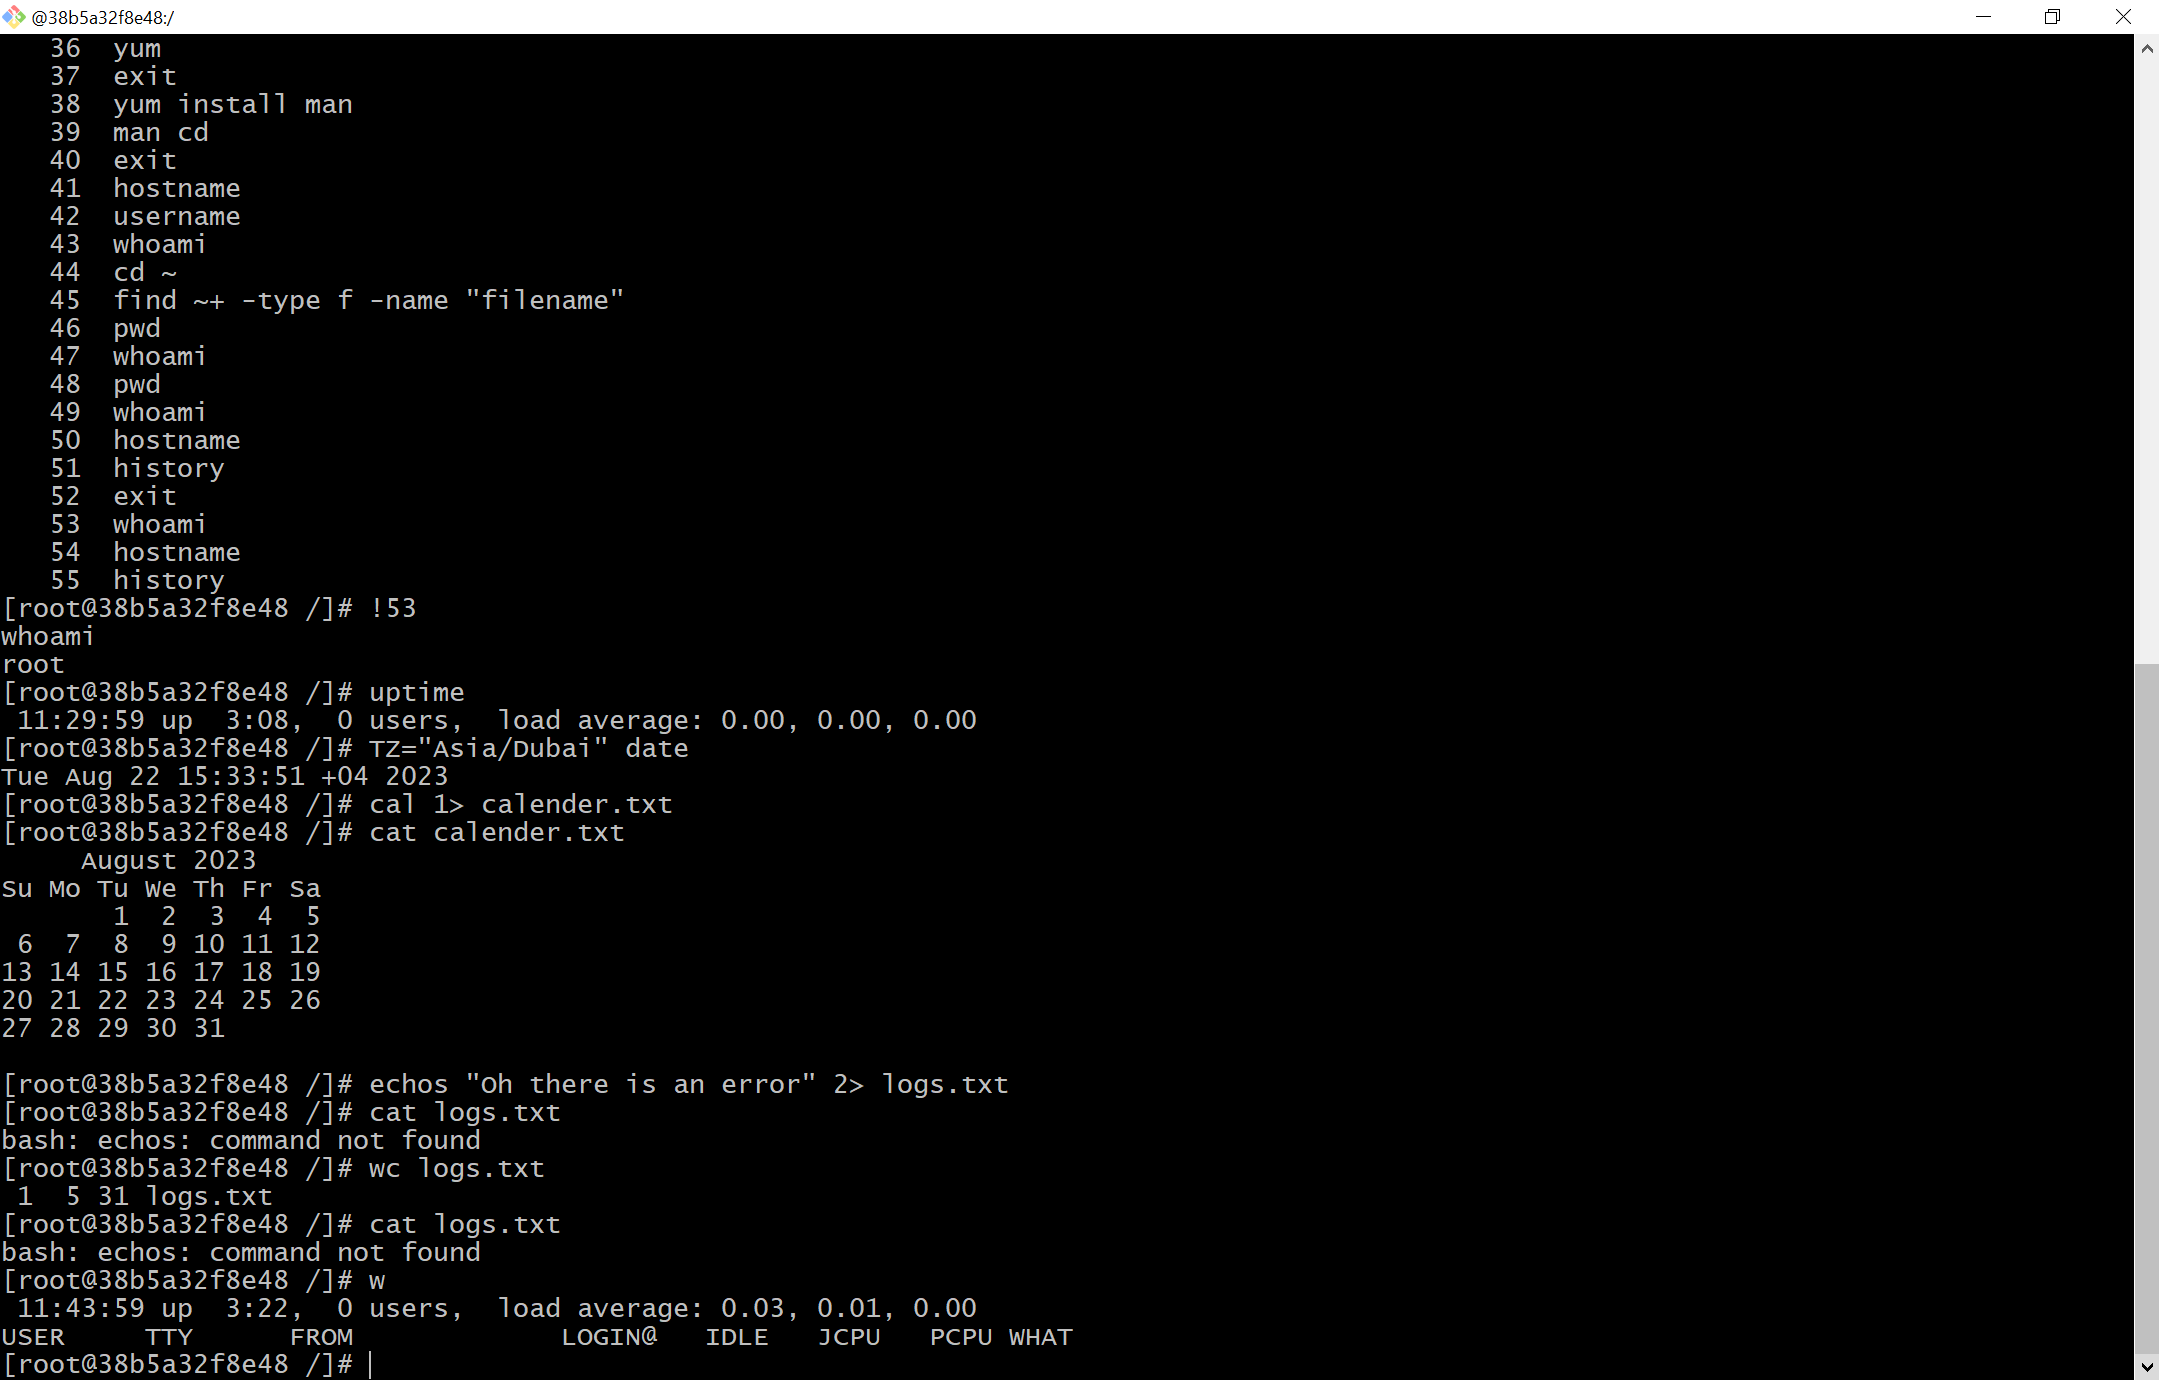 @38b5a32f8e48:/
36 yum
37 exit
38 yum install man
39 man cd
40 exit
41 hostname
42 username
43 whoami
44 cd ~
45 find ~+ -type f -name "filename"
46 pwd
47 whoami
48 pwd
49 whoami
50 hostname
51 history
52 exit
53 whoami
54 hostname
55 history
[root@38b5a32f8e48 /]# !53
whoami
root
[root@38b5a32f8e48 /]# uptime
 11:29:59 up  3:08,  0 users,  load average: 0.00, 0.00, 0.00
[root@38b5a32f8e48 /]# TZ="Asia/Dubai" date
Tue Aug 22 15:33:51 +04 2023
[root@38b5a32f8e48 /]# cal 1> calender.txt
[root@38b5a32f8e48 /]# cat calender.txt
     August 2023
Su Mo Tu We Th Fr Sa
       1  2  3  4  5
 6  7  8  9 10 11 12
13 14 15 16 17 18 19
20 21 22 23 24 25 26
27 28 29 30 31
[root@38b5a32f8e48 /]# echos "Oh there is an error" 2> logs.txt
[root@38b5a32f8e48 /]# cat logs.txt
bash: echos: command not found
[root@38b5a32f8e48 /]# wc logs.txt
 1  5 31 logs.txt
[root@38b5a32f8e48 /]# cat logs.txt
bash: echos: command not found
[root@38b5a32f8e48 /]# w
 11:43:59 up  3:22,  0 users,  load average: 0.03, 0.01, 0.00
USER     TTY      FROM             LOGIN@   IDLE   JCPU   PCPU WHAT
[root@38b5a32f8e48 /]#